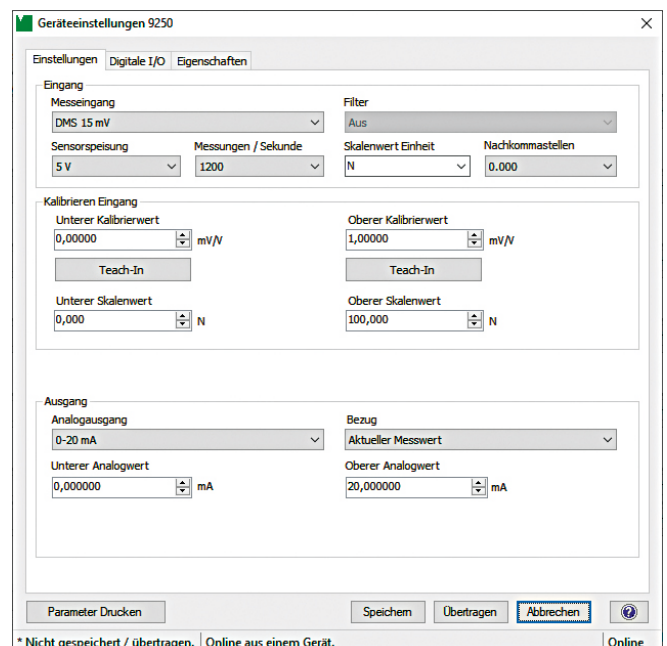 Geräteeinstellungen 9250
Einstellungen Digitale I/O Eigenschaften
Eingang
Messeingang Filter
DMS 15 mV Aus
Sensorspeisung Messungen / Sekunde Skalenwert Einheit Nachkommastellen
5 V 1200 N 0.000
Kalibrieren Eingang
Unterer Kalibrierwert Oberer Kalibrierwert
0,00000 mV/V 1,00000 mV/V
Teach-In Teach-In
Unterer Skalenwert Oberer Skalenwert
0,000 N 100,000 N
Ausgang
Analogausgang Bezug
0-20 mA Aktueller Messwert
Unterer Analogwert Oberer Analogwert
0,000000 mA 20,000000 mA
Parameter Drucken Speichern Übertragen Abbrechen ?
* Nicht gespeichert / übertragen. Online aus einem Gerät. Online